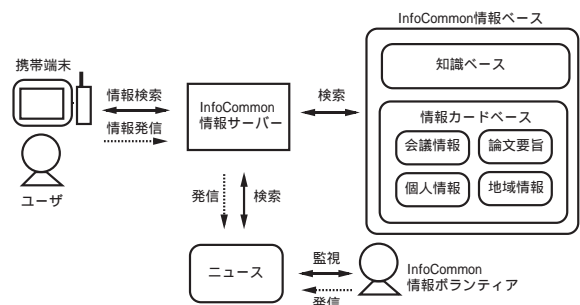 InfoCommon情報ベース
携帯端末
知識ベース
情報検索
InfoCommon
情報サーバー
検索
情報カードベース
情報発信
会議情報
論文要旨
個人情報
地域情報
ユーザ
発信
検索
ニュース
監視
InfoCommon
情報ボランティア
発信